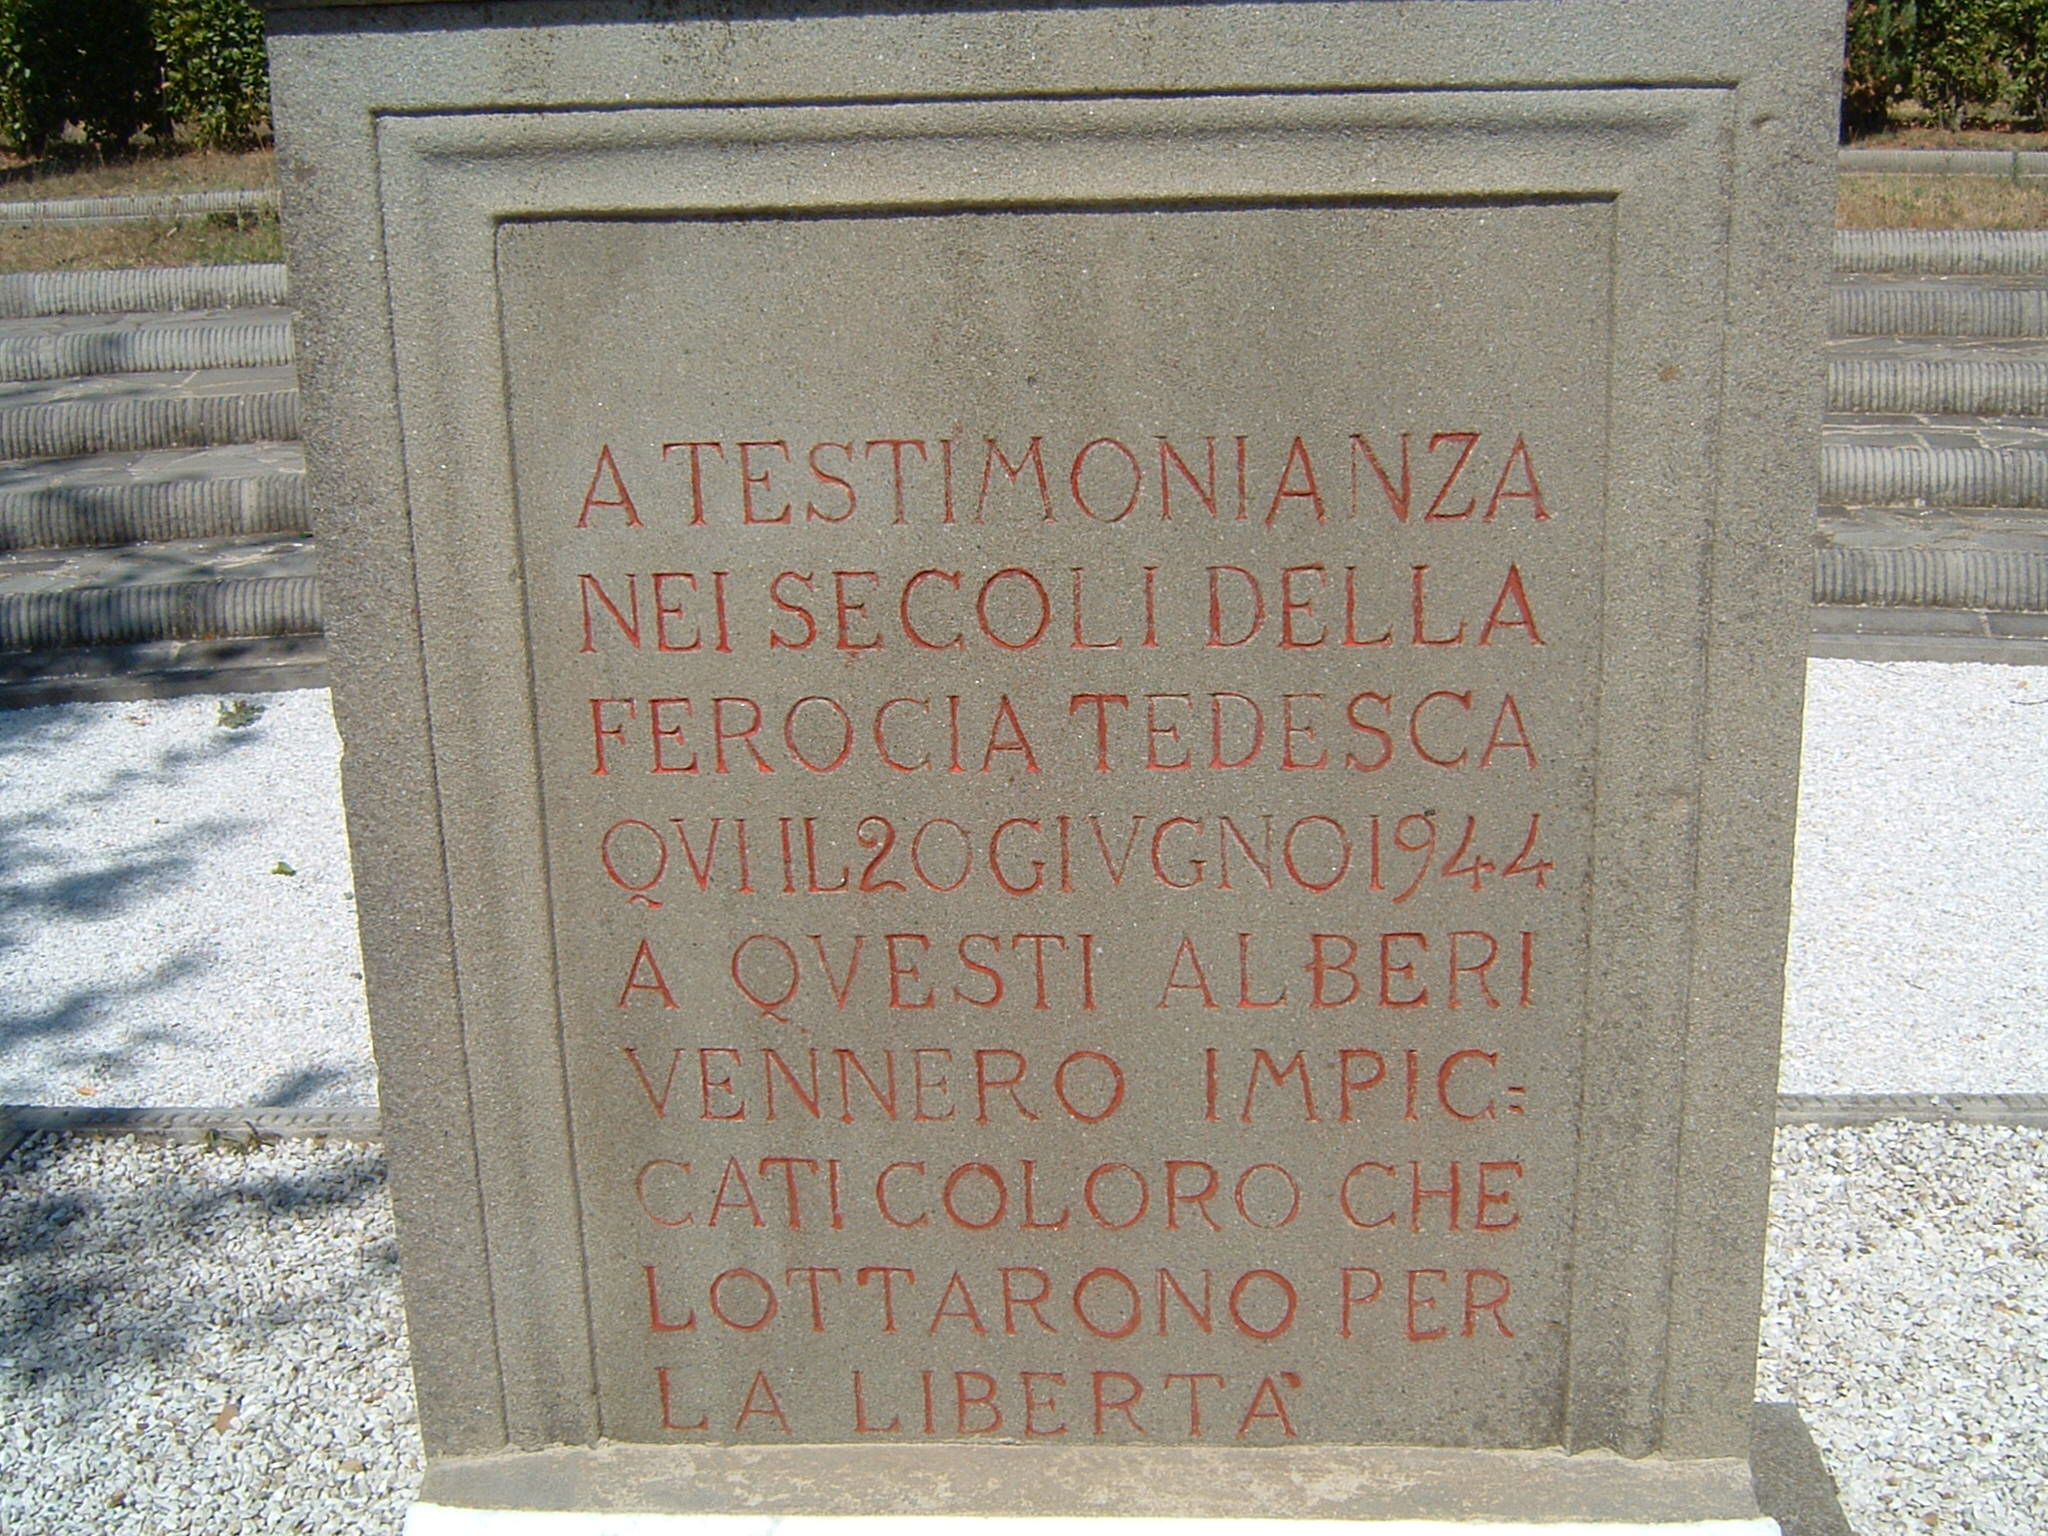 A TESTIMONIANZA
NEI SECOLI DELLA
FEROCIA TEDESCA
QVI IL 20 GIVGNO 1944
A QVESTI ALBERI
VENNERO IMPIC=
CATI COLORO CHE
LOTTARONO PER
LA LIBERTÀ